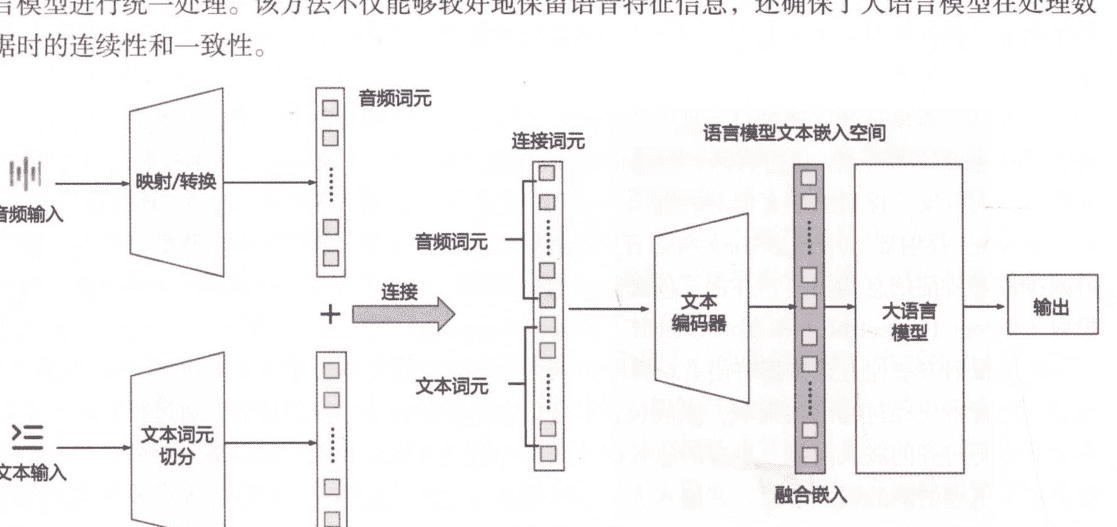 言模型进行统一处理。该方法不仅能够较好地保留语音特征信息，还确保了大语言模型在处理数
据时的连续性和一致性。
音频词元
映射/转换
音频输入
连接词元
语言模型文本嵌入空间
音频词元
连接
+
文本
编码器
大语言
模型
输出
文本词元
文本词元
切分
文本输入
融合嵌入